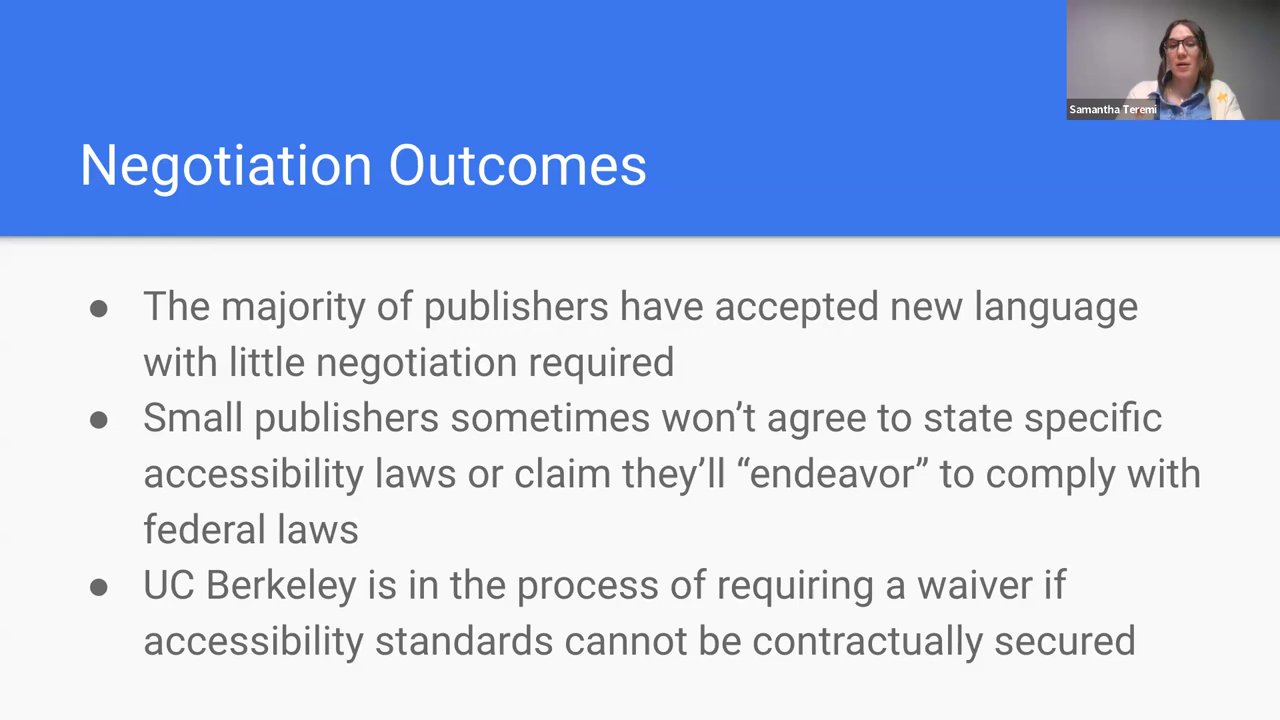 Samantha Teremi
Negotiation Outcomes
● The majority of publishers have accepted new language
with little negotiation required
● Small publishers sometimes won’t agree to state specific
accessibility laws or claim they’ll “endeavor” to comply with
federal laws
● UC Berkeley is in the process of requiring a waiver if
accessibility standards cannot be contractually secured